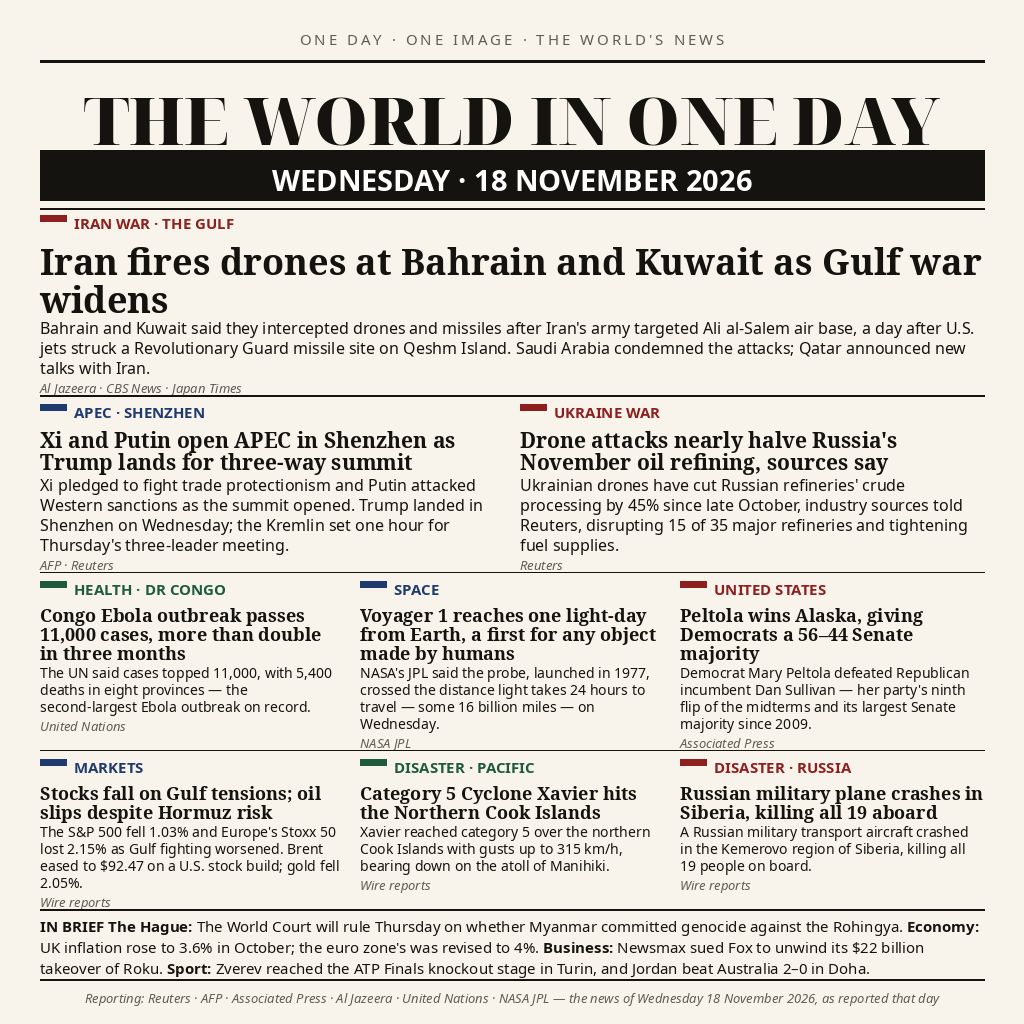 ONE DAY · ONE IMAGE · THE WORLD'S NEWS
THE WORLD IN ONE DAY
WEDNESDAY · 18 NOVEMBER 2026
IRAN WAR · THE GULF
Iran fires drones at Bahrain and Kuwait as Gulf war
widens
Bahrain and Kuwait said they intercepted drones and missiles after Iran's army targeted Ali al-Salem air base, a day after U.S.
jets struck a Revolutionary Guard missile site on Qeshm Island. Saudi Arabia condemned the attacks; Qatar announced new
talks with Iran.
Al Jazeera · CBS News · Japan Times
APEC · SHENZHEN
Xi and Putin open APEC in Shenzhen as
Trump lands for three-way summit
Xi pledged to fight trade protectionism and Putin attacked
Western sanctions as the summit opened. Trump landed in
Shenzhen on Wednesday; the Kremlin set one hour for
Thursday's three-leader meeting.
AFP · Reuters
UKRAINE WAR
Drone attacks nearly halve Russia's
November oil refining, sources say
Ukrainian drones have cut Russian refineries' crude
processing by 45% since late October, industry sources told
Reuters, disrupting 15 of 35 major refineries and tightening
fuel supplies.
Reuters
HEALTH · DR CONGO
Congo Ebola outbreak passes
11,000 cases, more than double
in three months
The UN said cases topped 11,000, with 5,400
deaths in eight provinces — the
second-largest Ebola outbreak on record.
United Nations
SPACE
Voyager 1 reaches one light-day
from Earth, a first for any object
made by humans
NASA's JPL said the probe, launched in 1977,
crossed the distance light takes 24 hours to
travel — some 16 billion miles — on
Wednesday.
NASA JPL
UNITED STATES
Peltola wins Alaska, giving
Democrats a 56–44 Senate
majority
Democrat Mary Peltola defeated Republican
incumbent Dan Sullivan — her party's ninth
flip of the midterms and its largest Senate
majority since 2009.
Associated Press
MARKETS
Stocks fall on Gulf tensions; oil
slips despite Hormuz risk
The S&P 500 fell 1.03% and Europe's Stoxx 50
lost 2.15% as Gulf fighting worsened. Brent
eased to $92.47 on a U.S. stock build; gold fell
2.05%.
Wire reports
DISASTER · PACIFIC
Category 5 Cyclone Xavier hits
the Northern Cook Islands
Xavier reached category 5 over the northern
Cook Islands with gusts up to 315 km/h,
bearing down on the atoll of Manihiki.
Wire reports
DISASTER · RUSSIA
Russian military plane crashes in
Siberia, killing all 19 aboard
A Russian military transport aircraft crashed
in the Kemerovo region of Siberia, killing all
19 people on board.
Wire reports
IN BRIEF The Hague: The World Court will rule Thursday on whether Myanmar committed genocide against the Rohingya. Economy:
UK inflation rose to 3.6% in October; the euro zone's was revised to 4%. Business: Newsmax sued Fox to unwind its $22 billion
takeover of Roku. Sport: Zverev reached the ATP Finals knockout stage in Turin, and Jordan beat Australia 2–0 in Doha.
Reporting: Reuters · AFP · Associated Press · Al Jazeera · United Nations · NASA JPL — the news of Wednesday 18 November 2026, as reported that day